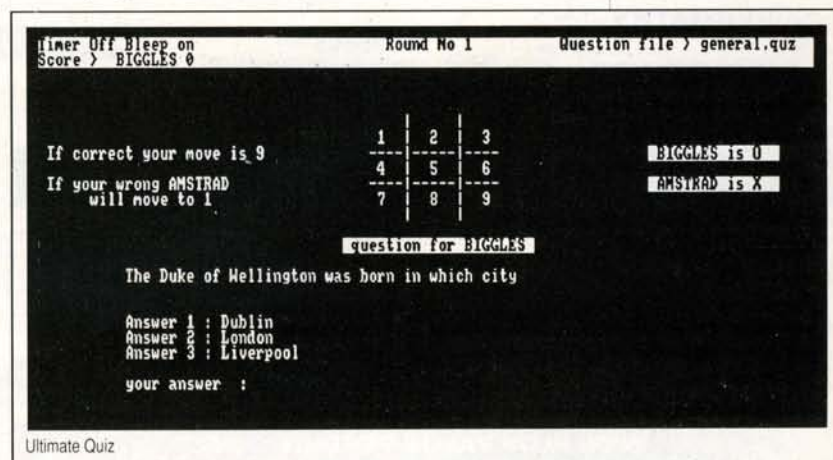 Timer Off Bleep on Round No 1 Question file > general.quz
Score > BIGGLES 0
1 2 3
If correct your move is 9 BIGGLES is O
4 5 6
If your wrong AMSTRAD AMSTRAD is X
will move to 1 7 8 9
question for BIGGLES
The Duke of Wellington was born in which city
Answer 1 : Dublin
Answer 2 : London
Answer 3 : Liverpool
your answer :
Ultimate Quiz